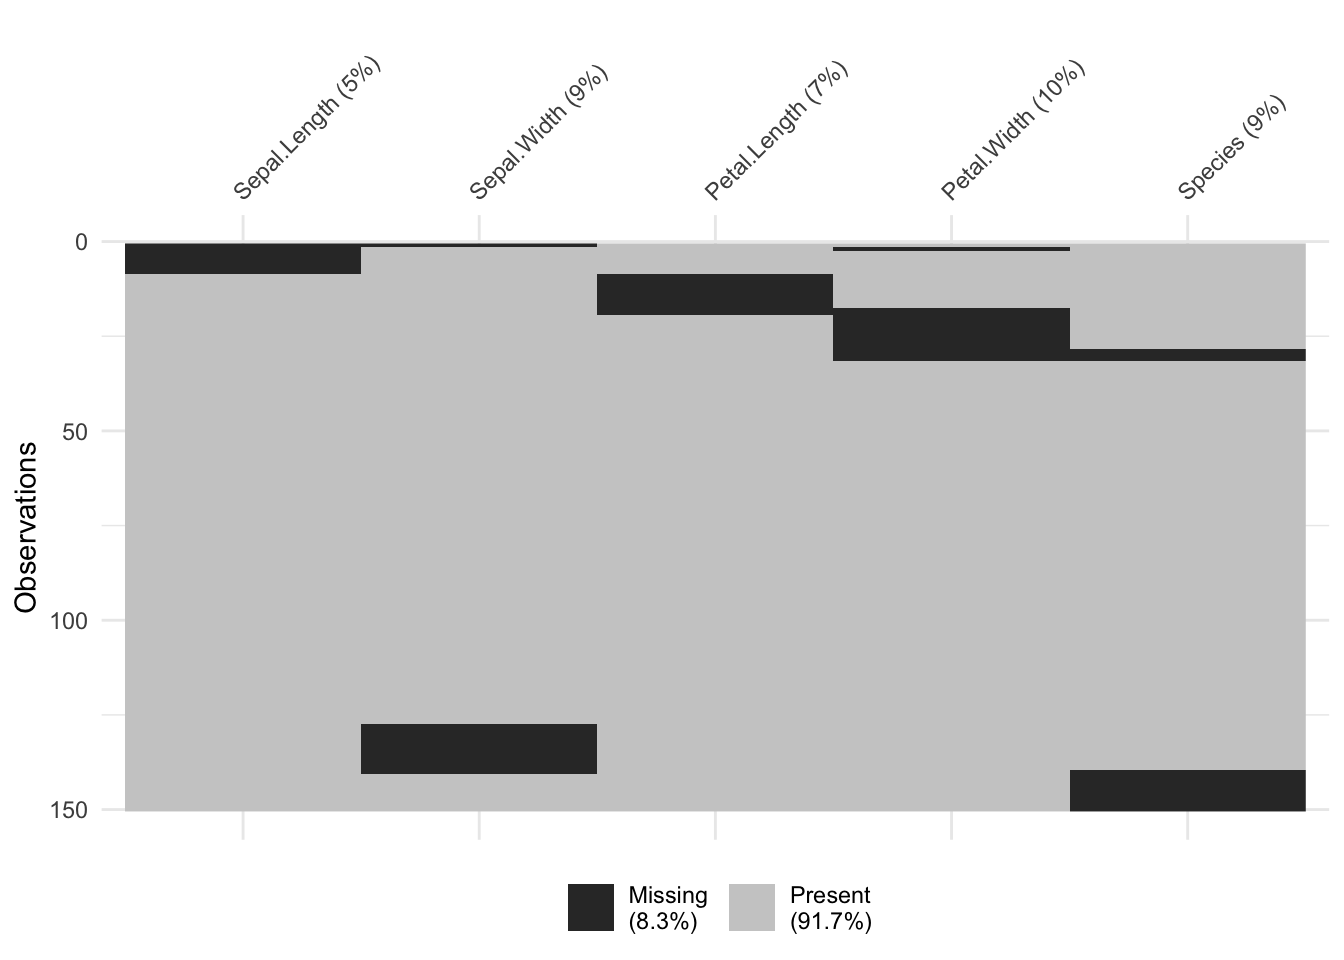 Sepal.Length (5%)
Sepal.Width (9%)
Petal.Length (7%)
Petal.Width (10%)
Species (9%)
0
50
100
150
Observations
Missing
(8.3%)
Present
(91.7%)